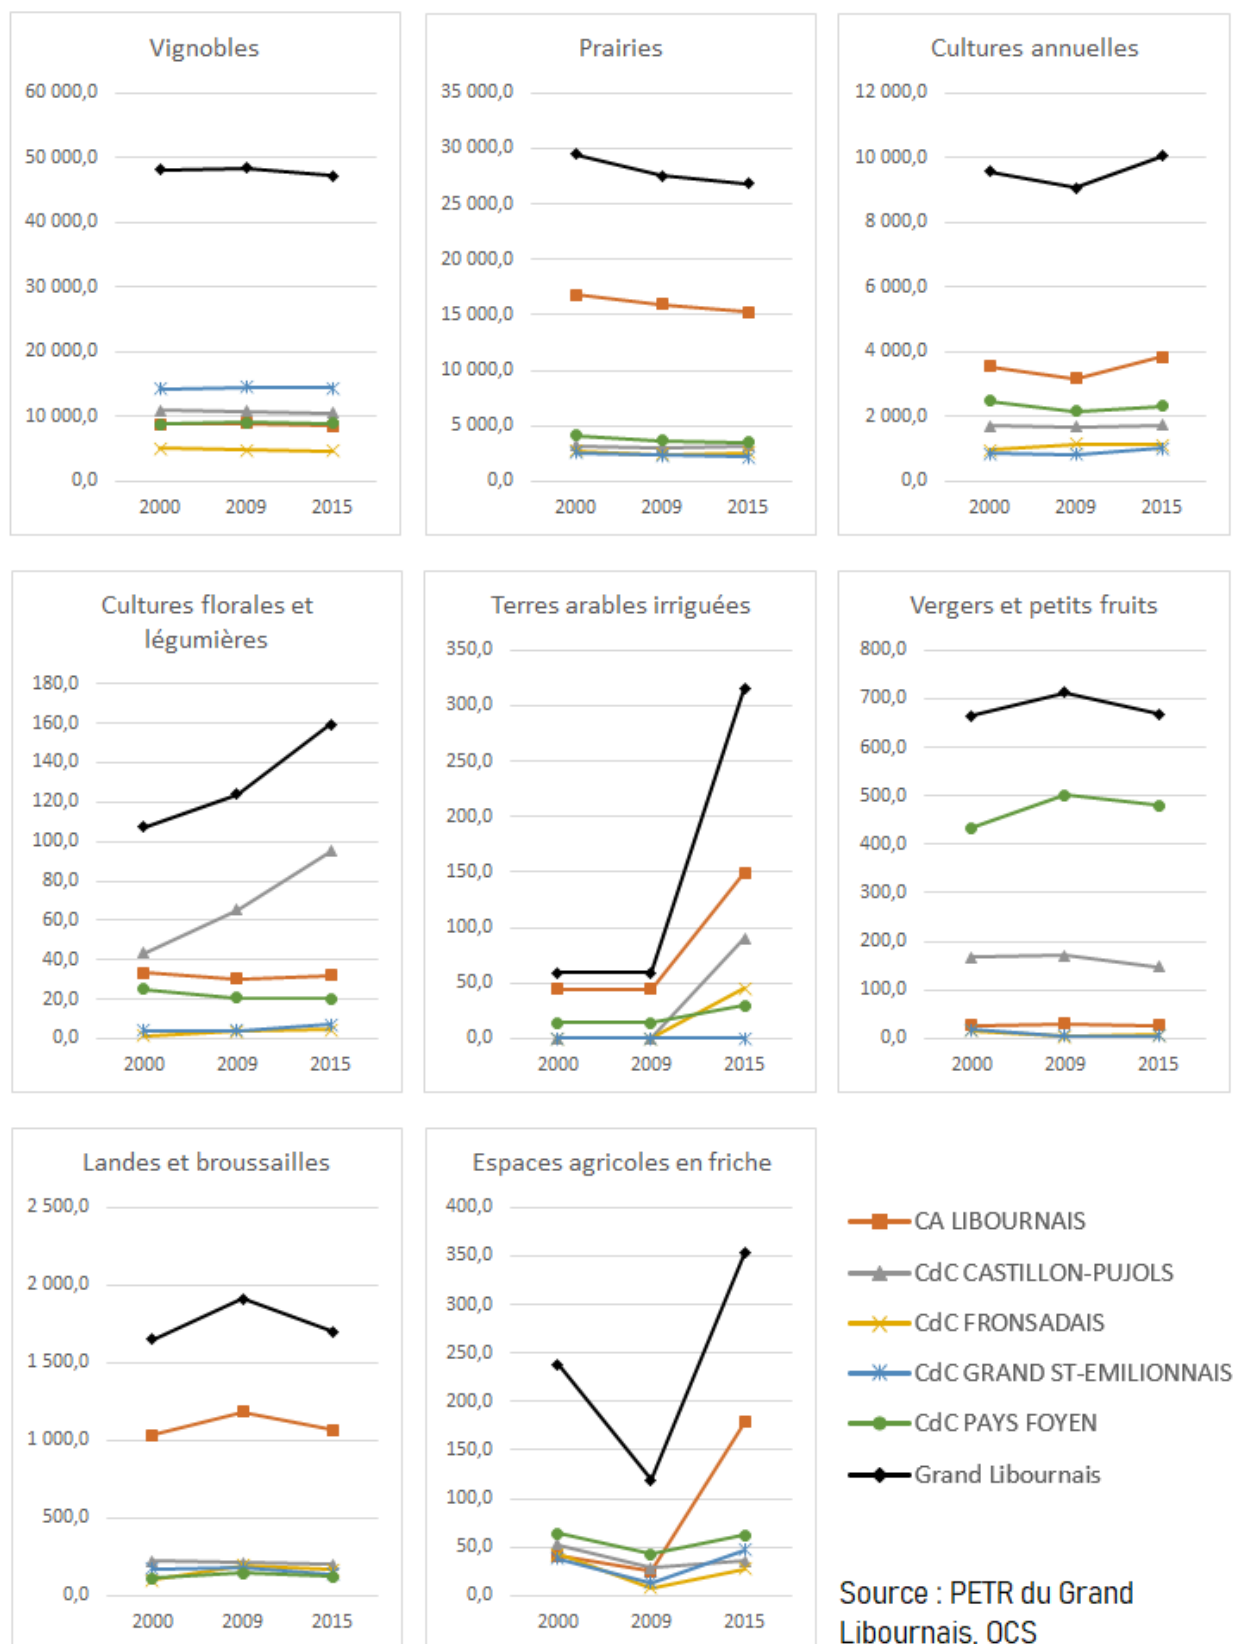 Vignobles
60 000,0
50 000,0
40 000,0
30 000,0
20 000,0
10 000,0
0,0
2000 2009 2015
Prairies
35 000,0
30 000,0
25 000,0
20 000,0
15 000,0
10 000,0
5 000,0
0,0
2000 2009 2015
Cultures annuelles
12 000,0
10 000,0
8 000,0
6 000,0
4 000,0
2 000,0
0,0
2000 2009 2015
Cultures florales et
légumières
180,0
160,0
140,0
120,0
100,0
80,0
60,0
40,0
20,0
0,0
2000 2009 2015
Terres arables irriguées
350,0
300,0
250,0
200,0
150,0
100,0
50,0
0,0
2000 2009 2015
Vergers et petits fruits
800,0
700,0
600,0
500,0
400,0
300,0
200,0
100,0
0,0
2000 2009 2015
Landes et broussailles
2 500,0
2 000,0
1 500,0
1 000,0
500,0
0,0
2000 2009 2015
Espaces agricoles en friche
400,0
350,0
300,0
250,0
200,0
150,0
100,0
50,0
0,0
2000 2009 2015
CA LIBOURNAIS
CdC CASTILLON-PUJOLS
CdC FRONSADAIS
CdC GRAND ST-EMILIONNAIS
CdC PAYS FOYEN
Grand Libournais
Source : PETR du Grand
Libournais, OCS